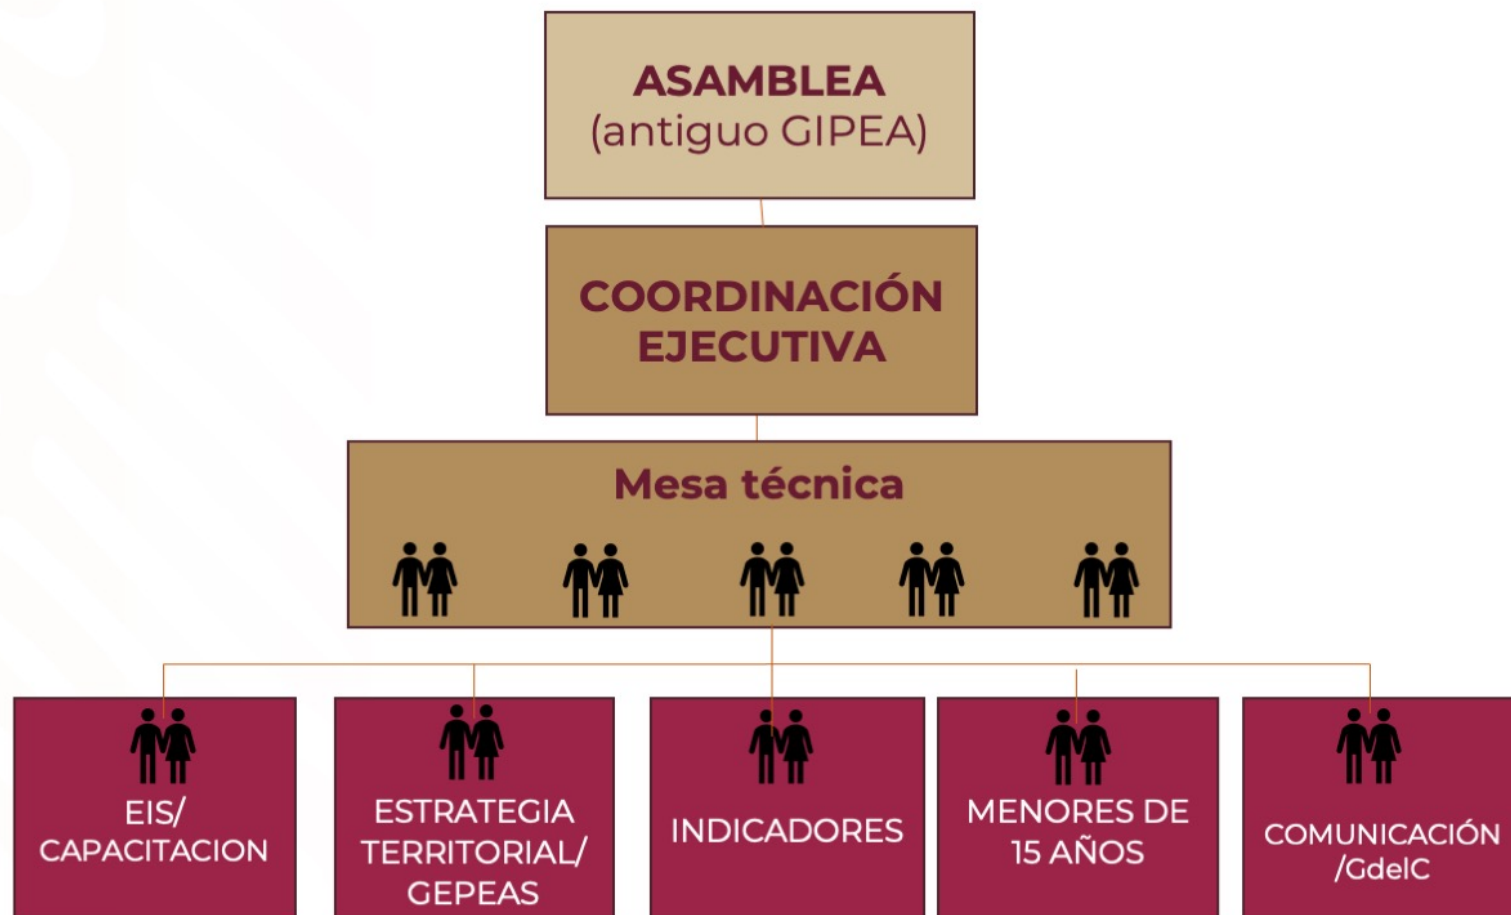 ASAMBLEA
(antiguo GIPEA)
COORDINACIÓN
EJECUTIVA
Mesa técnica
EIS/
CAPACITACION
ESTRATEGIA
TERRITORIAL/
GEPEAS
INDICADORES
MENORES DE
15 AÑOS
COMUNICACIÓN
/GdelC